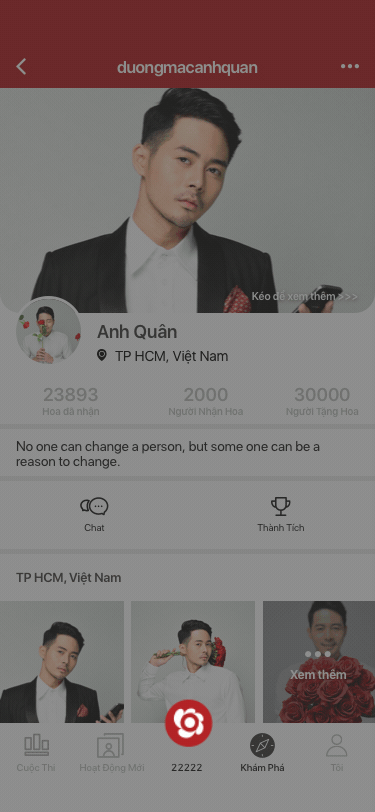 duongmacanhquan
Kéo để xem thêm >>>
Anh Quân
TP HCM, Việt Nam
23893 2000 30000
Hoa đã nhận Người Nhận Hoa Người Tặng Hoa
No one can change a person, but some one can be a
reason to change.
Chat Thành Tích
TP HCM, Việt Nam
Xem thêm
Cuộc Thi Hoạt Động Mới 22222 Khám Phá Tôi